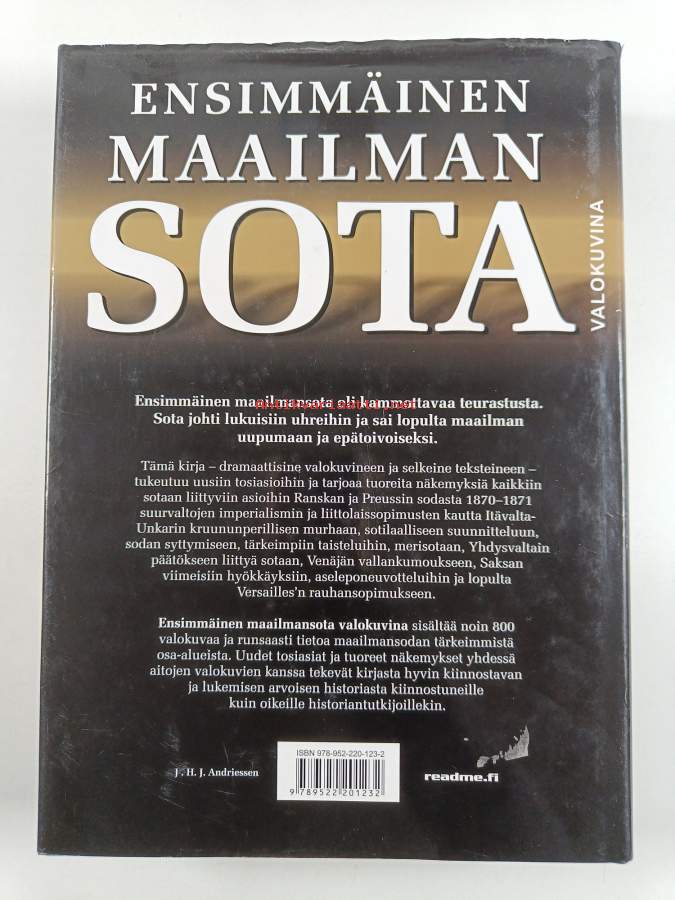 ENSIMMÄINEN
MAAILMAN
SOTA
VALOKUVINA
Ensimmäinen maailmansota oli kammottavaa teurastusta.
antikvariaatti.net
Sota johti lukuisiin uhreihin ja sai lopulta maailman
uupumaan ja epätoivoiseksi.
Tämä kirja – dramaattisine valokuvineen ja selkeine teksteineen –
tukeutuu uusiin tosiasioihin ja tarjoaa tuoreita näkemyksiä kaikkiin
sotaan liittyviin asioihin Ranskan ja Preussin sodasta 1870–1871
suurvaltojen imperialismin ja liittolaissopimusten kautta Itävalta-
Unkarin kruununperillisen murhaan, sotilaalliseen suunnitteluun,
sodan syttymiseen, tärkeimpiin taisteluihin, merisotaan, Yhdysvaltain
päätökseen liittyä sotaan, Venäjän vallankumoukseen, Saksan
viimeisiin hyökkäyksiin, aseleponeuvotteluihin ja lopulta
Versailles'n rauhansopimukseen.
Ensimmäinen maailmansota valokuvina sisältää noin 800
valokuvaa ja runsaasti tietoa maailmansodan tärkeimmistä
osa-alueista. Uudet tosiasiat ja tuoreet näkemykset yhdessä
aitojen valokuvien kanssa tekevät kirjasta hyvin kiinnostavan
ja lukemisen arvoisen historiasta kiinnostuneille
kuin oikeille historiantutkijoillekin.
J. H. J. Andriessen
ISBN 978-952-220-123-2
9 789522 201232
readme.fi